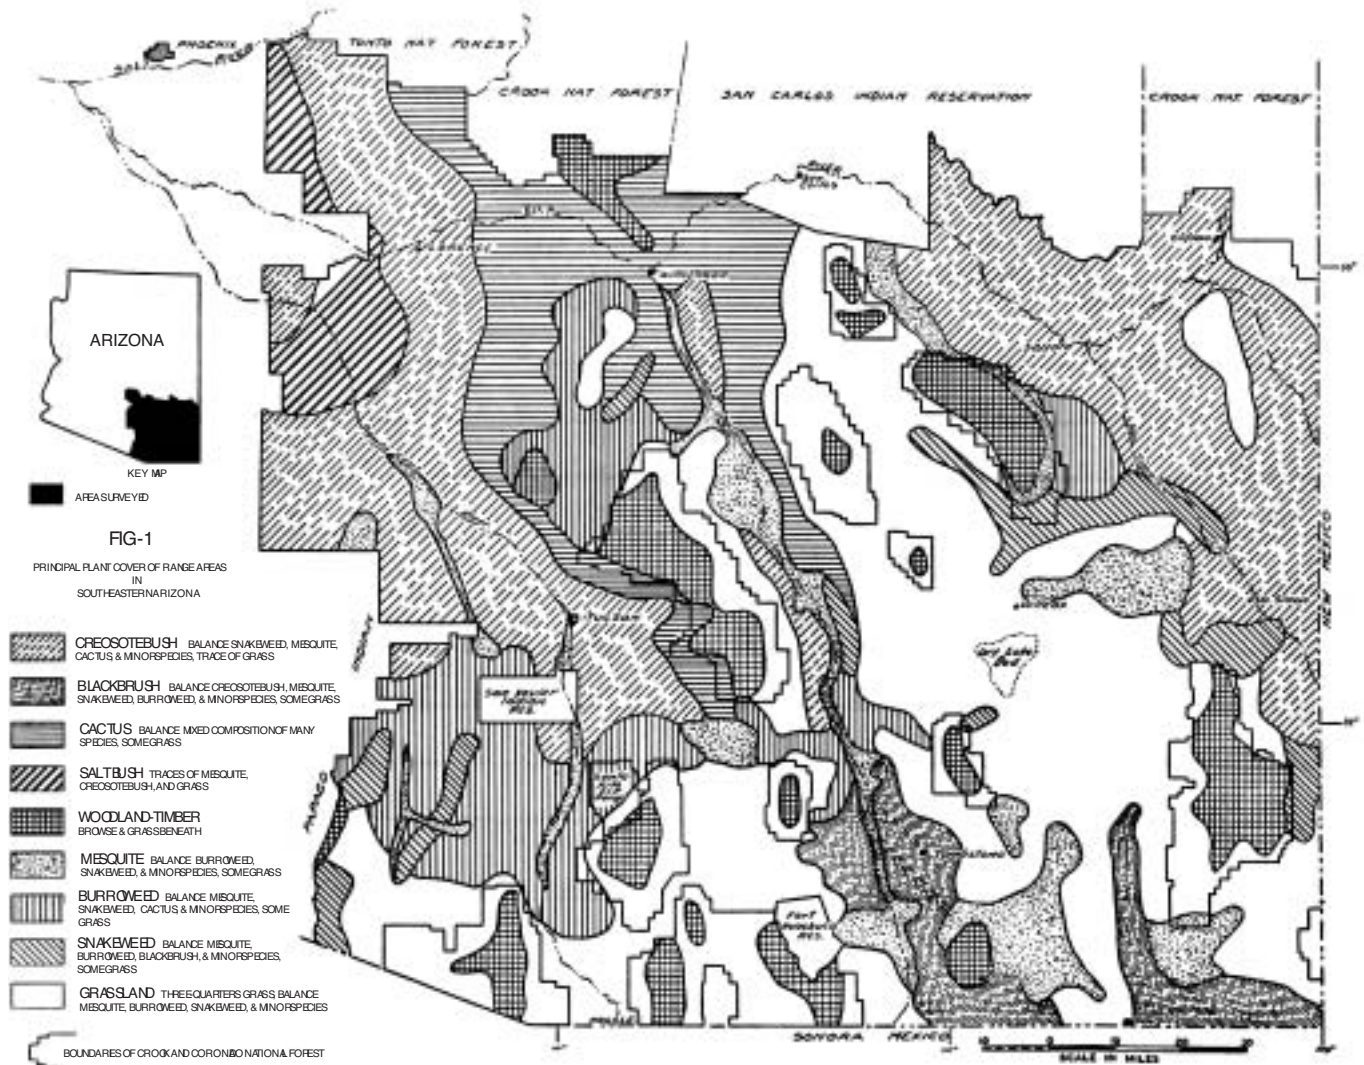 PHOENIX
SALT RIVER
TONTO NAT FOREST
CROOK NAT FOREST
SAN CARLOS INDIAN RESERVATION
CROOK NAT FOREST
ARIZONA
KEY MAP
AREA SURVEYED
FIG-1
PRINCIPAL PLANT COVER OF RANGE AREAS
IN
SOUTHEASTERN ARIZONA
CREOSOTEBUSH BALANCE SNAKEWEED, MESQUITE,
CACTUS, & MINOR SPECIES, TRACE OF GRASS
BLACKBRUSH BALANCE CREOSOTEBUSH, MESQUITE,
SNAKEWEED, BURROWEED, & MINOR SPECIES, SOME GRASS
CACTUS BALANCE MIXED COMPOSITION OF MANY
SPECIES, SOME GRASS
SALTBUSH TRACES OF MESQUITE,
CREOSOTEBUSH, AND GRASS
WOODLAND-TIMBER
BROWSE & GRASS BENEATH
MESQUITE BALANCE BURROWEED,
SNAKEWEED, & MINOR SPECIES, SOME GRASS
BURROWEED BALANCE MESQUITE,
SNAKEWEED, CACTUS, & MINOR SPECIES, SOME
GRASS
SNAKEWEED BALANCE MESQUITE,
BURROWEED, BLACKBRUSH, & MINOR SPECIES,
SOME GRASS
GRASSLAND THREE-QUARTERS GRASS, BALANCE
MESQUITE, BURROWEED, SNAKEWEED, & MINOR SPECIES
BOUNDARIES OF CROOK AND CORONADO NATIONAL FOREST
NEW MEXICO
SONORA MEXICO
SCALE IN MILES